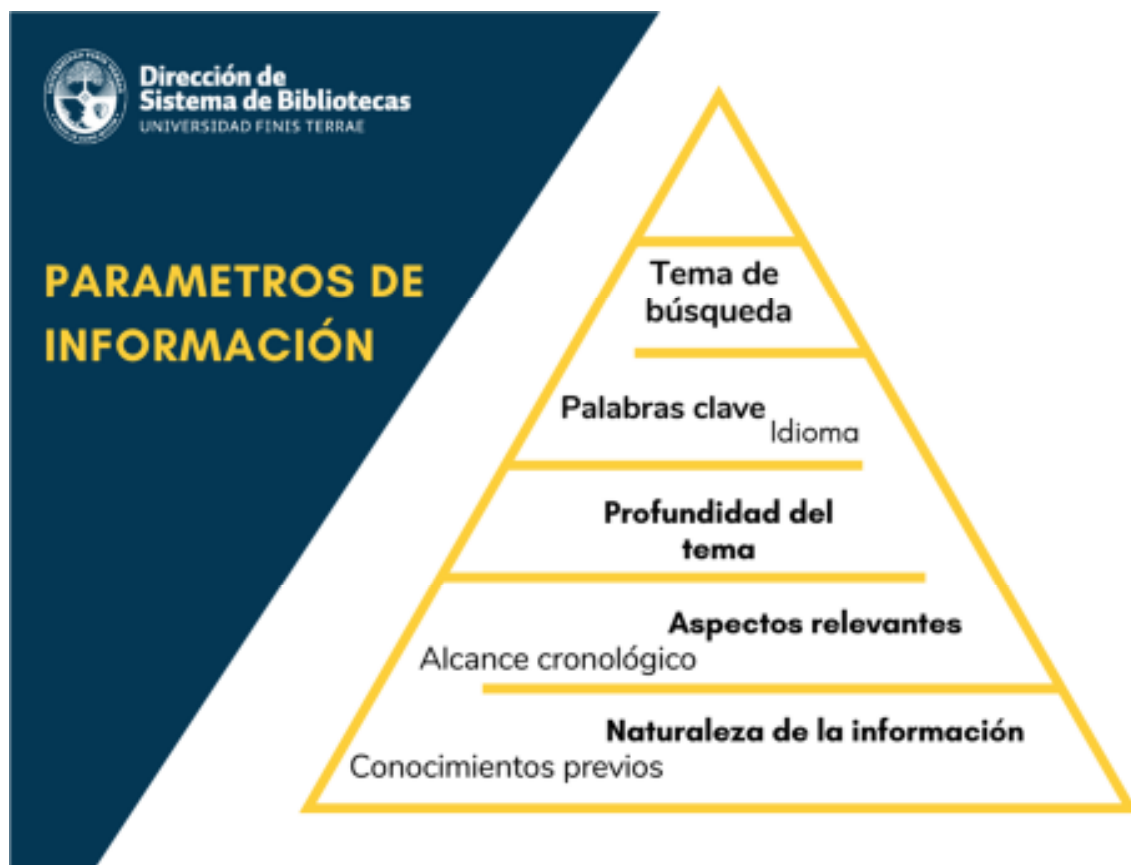 Dirección de
Sistema de Bibliotecas
UNIVERSIDAD FINIS TERRAE
PARAMETROS DE
INFORMACIÓN
Tema de
búsqueda
Palabras clave
Idioma
Profundidad del
tema
Aspectos relevantes
Alcance cronológico
Naturaleza de la información
Conocimientos previos